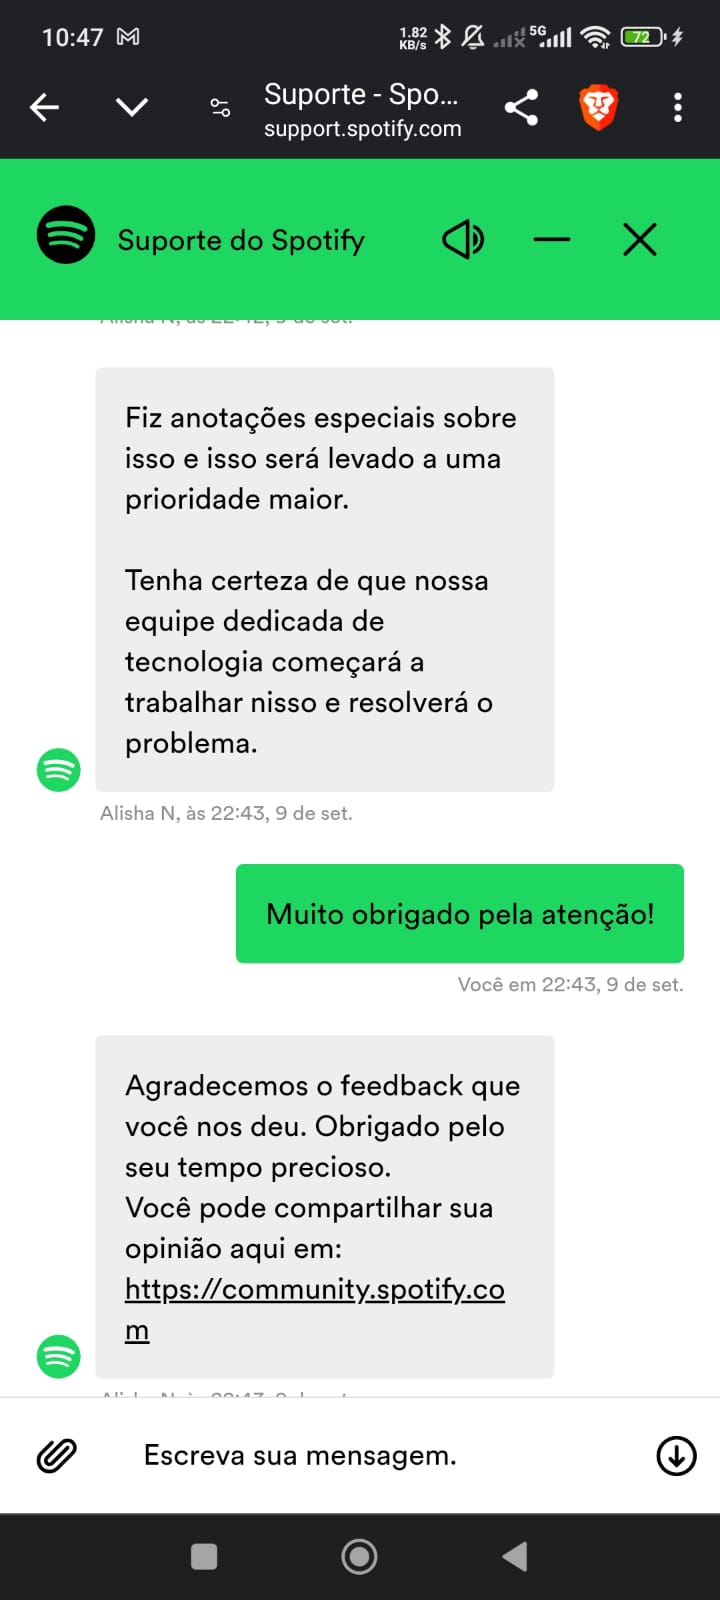 10:47
1.82
KB/s
5G
72
Suporte - Spo...
support.spotify.com
Suporte do Spotify
Fiz anotações especiais sobre
isso e isso será levado a uma
prioridade maior.
Tenha certeza de que nossa
equipe dedicada de
tecnologia começará a
trabalhar nisso e resolverá o
problema.
Alisha N, às 22:43, 9 de set.
Muito obrigado pela atenção!
Você em 22:43, 9 de set.
Agradecemos o feedback que
você nos deu. Obrigado pelo
seu tempo precioso.
Você pode compartilhar sua
opinião aqui em:
https://community.spotify.co
m
Escreva sua mensagem.